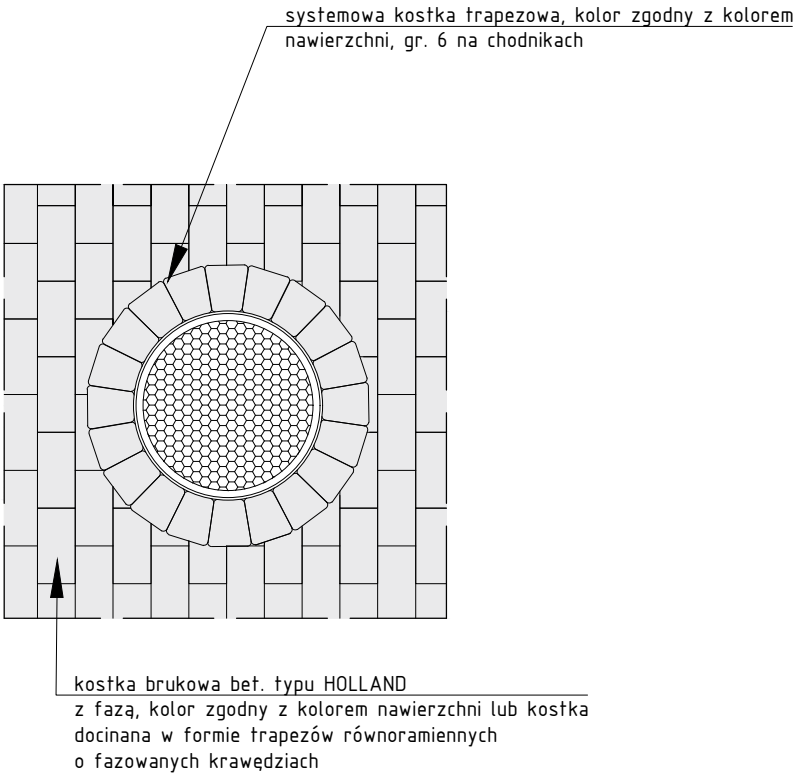 systemowa kostka trapezowa, kolor zgodny z kolorem
nawierzchni, gr. 6 na chodnikach
kostka brukowa bet. typu HOLLAND
z fazą, kolor zgodny z kolorem nawierzchni lub kostka
docinana w formie trapezów równoramiennych
o fazowanych krawędziach